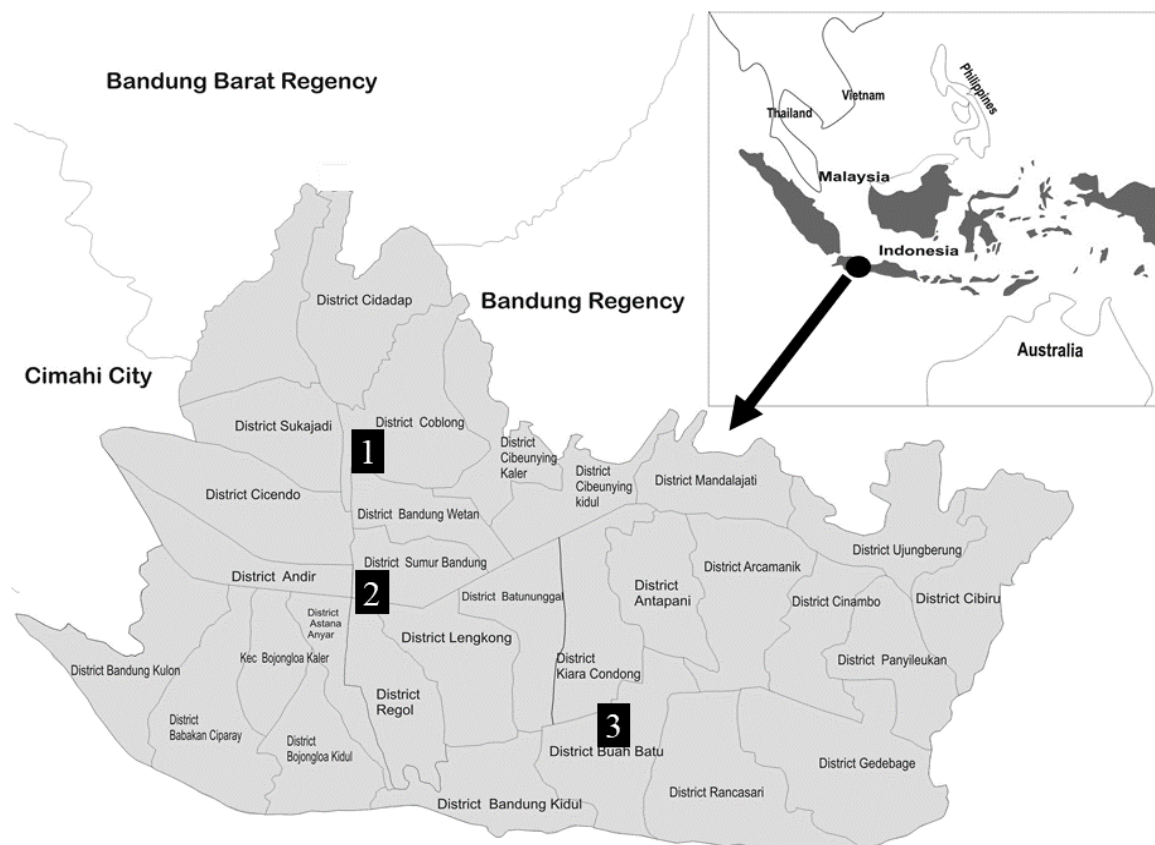 Bandung Barat Regency
Philippines
Vietnam
Thailand
Malaysia
Indonesia
Australia
Bandung Regency
Cimahi City
District Cidadap
District Sukajadi
District Coblong
1
District
Cibeunying
Kaler
District
Cibeunying
kidul
District Mandalajati
District Cicendo
District Bandung Wetan
District Ujungberung
District Sumur Bandung
District Arcamanik
District Andir
2
District Batununggal
District
Antapani
District Cinambo
District Cibiru
District
Astana
Anyar
District Lengkong
District Bandung Kulon
Kec Bojongloa Kaler
District
Kiara Condong
District Panyileukan
District
Regol
District
Babakan Ciparay
District
Bojongloa Kidul
3
District Buah Batu
District Gedebage
District Rancasari
District Bandung Kidul